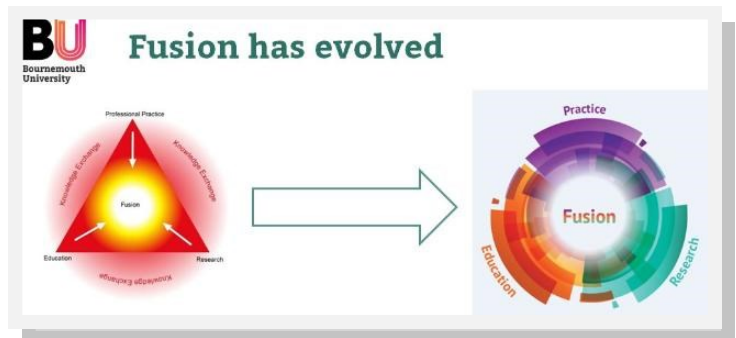 BU
Bournemouth
University
Fusion has evolved
Professional Practice
Knowledge Exchange
Knowledge Exchange
Fusion
Education
Research
Knowledge Exchange
Practice
Fusion
Education
Research